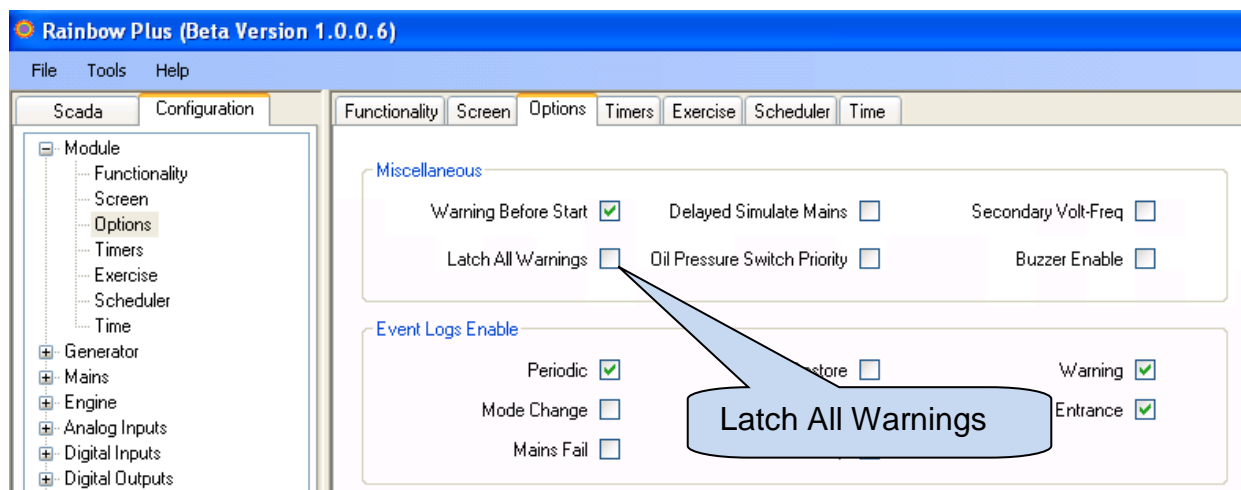 Rainbow Plus (Beta Version 1.0.0.6)
File Tools Help
Scada Configuration
Functionality Screen Options Timers Exercise Scheduler Time
Module
Functionality
Screen
Options
Timers
Exercise
Scheduler
Time
Generator
Mains
Engine
Analog Inputs
Digital Inputs
Digital Outputs
Miscellaneous
Warning Before Start Delayed Simulate Mains Secondary Volt-Freq
Latch All Warnings Oil Pressure Switch Priority Buzzer Enable
Event Logs Enable
Periodic Warning
Mode Change Entrance
Mains Fail
Latch All Warnings